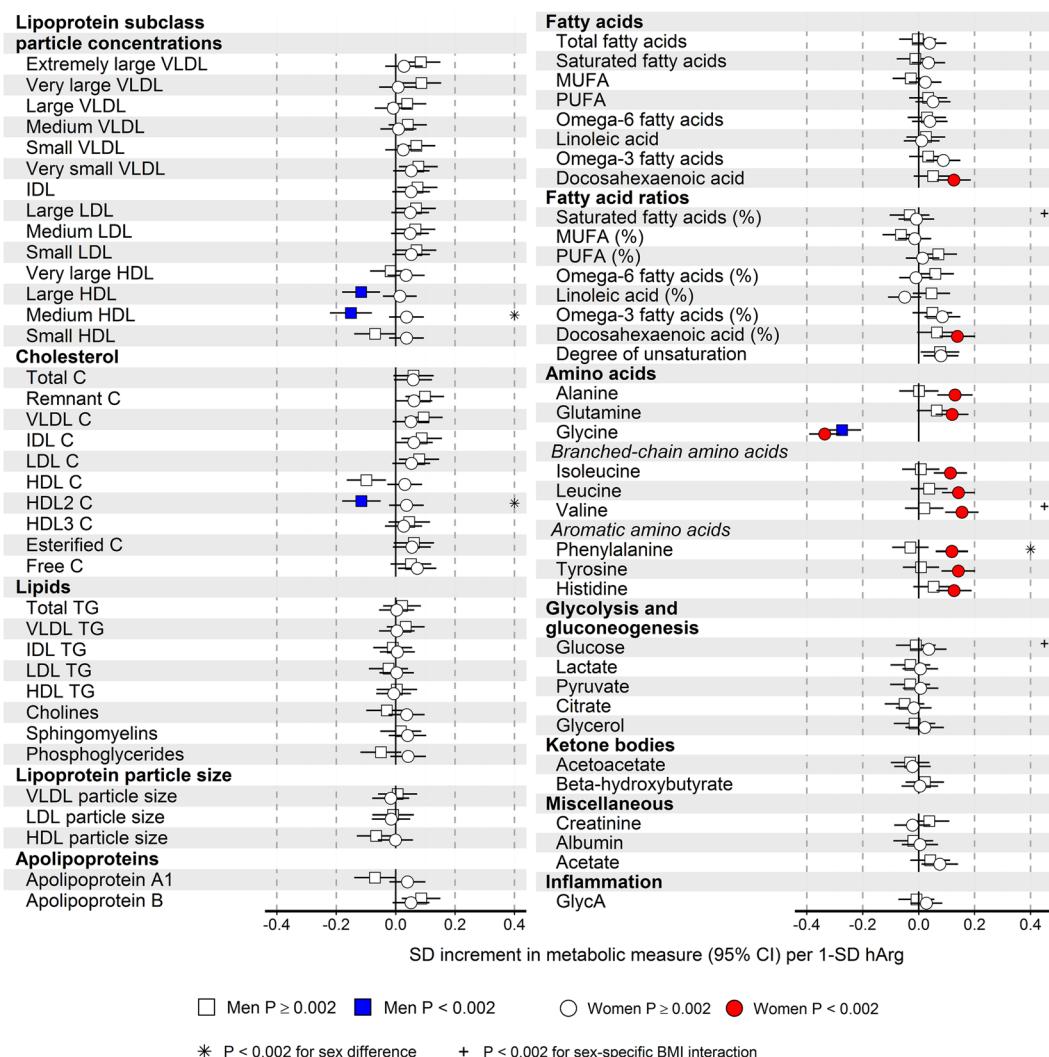 Lipoprotein subclass
particle concentrations
Extremely large VLDL
Very large VLDL
Large VLDL
Medium VLDL
Small VLDL
Very small VLDL
IDL
Large LDL
Medium LDL
Small LDL
Very large HDL
Large HDL
Medium HDL
Small HDL
Cholesterol
Total C
Remnant C
VLDL C
IDL C
LDL C
HDL C
HDL2 C
HDL3 C
Esterified C
Free C
Lipids
Total TG
VLDL TG
IDL TG
LDL TG
HDL TG
Cholines
Sphingomyelins
Phosphoglycerides
Lipoprotein particle size
VLDL particle size
LDL particle size
HDL particle size
Apolipoproteins
Apolipoprotein A1
Apolipoprotein B
-0.4 -0.2 0.0 0.2 0.4
Fatty acids
Total fatty acids
Saturated fatty acids
MUFA
PUFA
Omega-6 fatty acids
Linoleic acid
Omega-3 fatty acids
Docosahexaenoic acid
Fatty acid ratios
Saturated fatty acids (%)
MUFA (%)
PUFA (%)
Omega-6 fatty acids (%)
Linoleic acid (%)
Omega-3 fatty acids (%)
Docosahexaenoic acid (%)
Degree of unsaturation
Amino acids
Alanine
Glutamine
Glycine
Branched-chain amino acids
Isoleucine
Leucine
Valine
Aromatic amino acids
Phenylalanine
Tyrosine
Histidine
Glycolysis and
gluconeogenesis
Glucose
Lactate
Pyruvate
Citrate
Glycerol
Ketone bodies
Acetoacetate
Beta-hydroxybutyrate
Miscellaneous
Creatinine
Albumin
Acetate
Inflammation
GlycA
-0.4 -0.2 0.0 0.2 0.4
SD increment in metabolic measure (95% CI) per 1-SD hArg
Men P ≥ 0.002 Men P < 0.002 Women P ≥ 0.002 Women P < 0.002
✳ P < 0.002 for sex difference + P < 0.002 for sex-specific BMI interaction